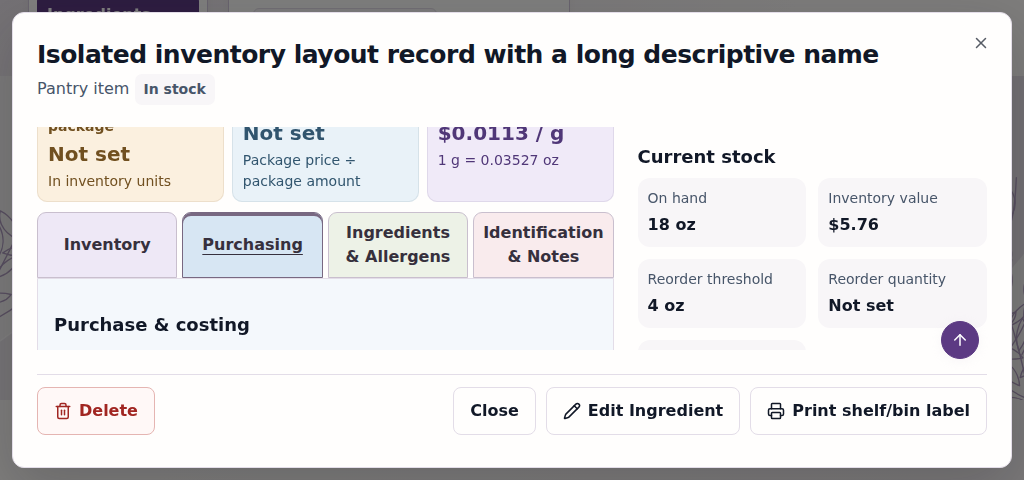 Ingredients
Isolated inventory layout record with a long descriptive name
Pantry item In stock
package
Not set
In inventory units
Not set
Package price ÷
package amount
$0.0113 / g
1 g = 0.03527 oz
Inventory
Purchasing
Ingredients
& Allergens
Identification
& Notes
Purchase & costing
Current stock
On hand
18 oz
Inventory value
$5.76
Reorder threshold
4 oz
Reorder quantity
Not set
Delete
Close
Edit Ingredient
Print shelf/bin label